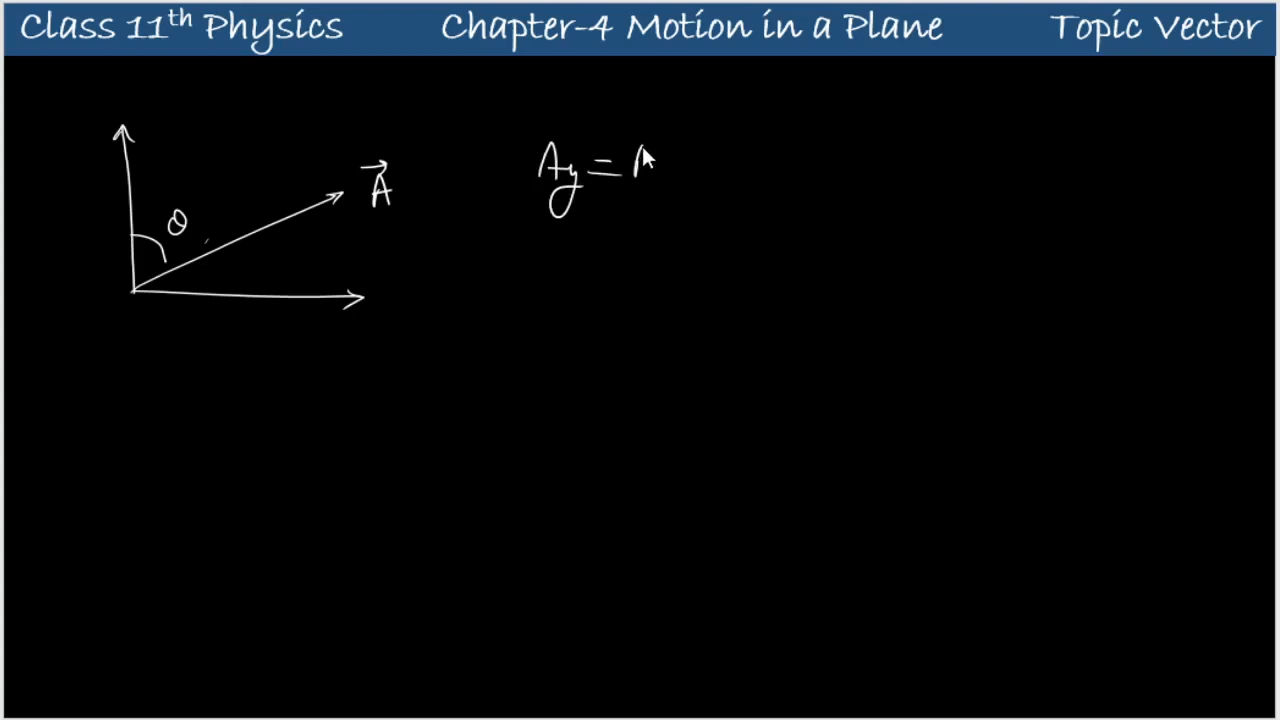 Class 11th Physics Chapter-4 Motion in a Plane Topic Vector
A⃗
θ
Ay = A